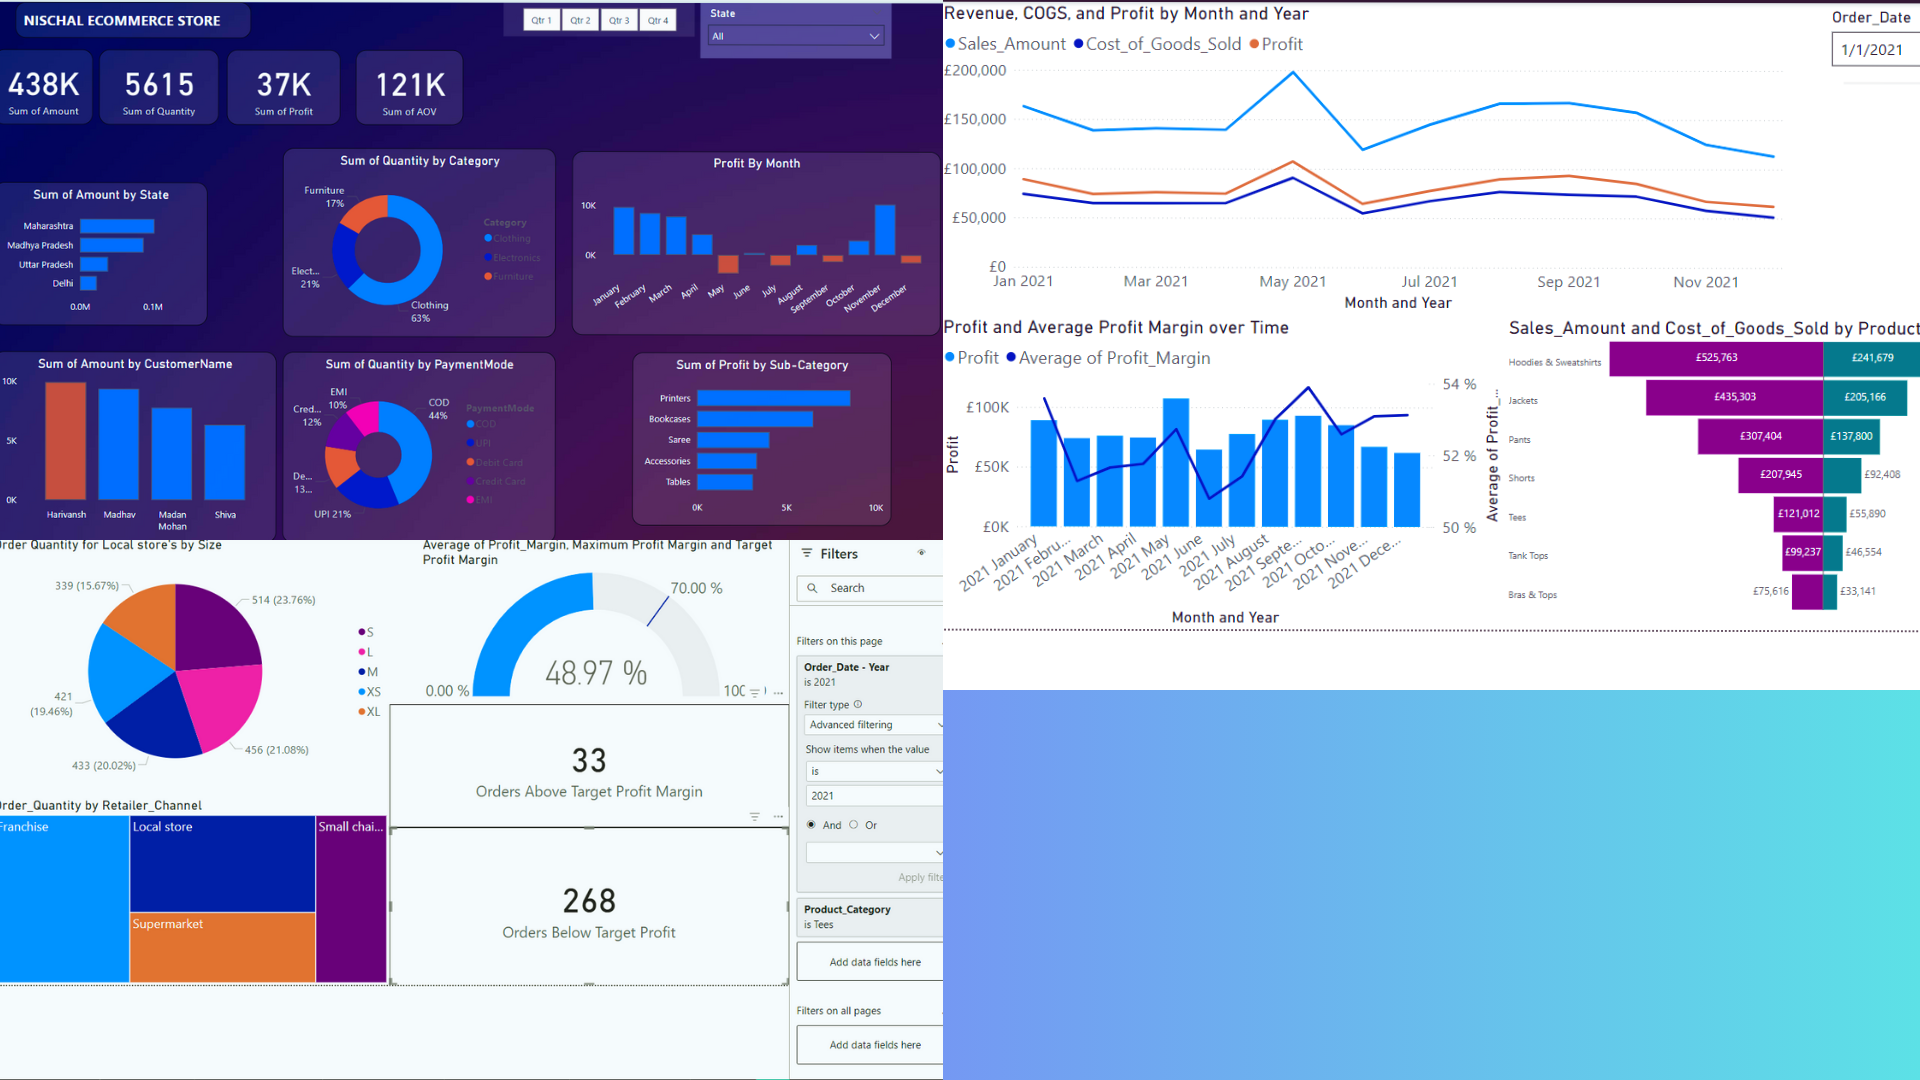 NISCHAL ECOMMERCE STORE
Qtr 1
Qtr 2
Qtr 3
Qtr 4
State
All
438K
Sum of Amount
5615
Sum of Quantity
37K
Sum of Profit
121K
Sum of AOV
Sum of Amount by State
Maharashtra
Madhya Pradesh
Uttar Pradesh
Delhi
0.0M
0.1M
Sum of Quantity by Category
Furniture
17%
Elect...
21%
Clothing
63%
Category
Clothing
Electronics
Furniture
Profit By Month
10K
0K
January
February
March
April
May
June
July
August
September
October
November
December
Sum of Amount by CustomerName
10K
5K
0K
Harivansh
Madhav
Madan
Mohan
Shiva
Sum of Quantity by PaymentMode
EMI
10%
Cred...
12%
De...
13...
UPI 21%
COD
44%
PaymentMode
COD
UPI
Debit Card
Credit Card
EMI
Sum of Profit by Sub-Category
Printers
Bookcases
Saree
Accessories
Tables
0K
5K
10K
Revenue, COGS, and Profit by Month and Year
Sales_Amount
Cost_of_Goods_Sold
Profit
£200,000
£150,000
£100,000
£50,000
£0
Jan 2021
Mar 2021
May 2021
Jul 2021
Sep 2021
Nov 2021
Month and Year
Order_Date
1/1/2021
Profit and Average Profit Margin over Time
Profit
Average of Profit_Margin
£100K
£50K
£0K
Profit
54 %
52 %
50 %
Average of Profit_...
2021 January
2021 Febru...
2021 March
2021 April
2021 May
2021 June
2021 July
2021 August
2021 Septe...
2021 Octo...
2021 Nove...
2021 Dece...
Month and Year
Sales_Amount and Cost_of_Goods_Sold by Product
Hoodies & Sweatshirts
£525,763
£241,679
Jackets
£435,303
£205,166
Pants
£307,404
£137,800
Shorts
£207,945
£92,408
Tees
£121,012
£55,890
Tank Tops
£99,237
£46,554
Bras & Tops
£75,616
£33,141
rder Quantity for Local store's by Size
339 (15.67%)
514 (23.76%)
421
(19.46%)
456 (21.08%)
433 (20.02%)
S
L
M
XS
XL
Average of Profit_Margin, Maximum Profit Margin and Target
Profit Margin
70.00 %
48.97 %
0.00 %
100
33
Orders Above Target Profit Margin
268
Orders Below Target Profit
rder_Quantity by Retailer_Channel
Franchise
Local store
Supermarket
Small chai...
Filters
Search
Filters on this page
Order_Date - Year
is 2021
Filter type
Advanced filtering
Show items when the value
is
2021
And
Or
Apply filte
Product_Category
is Tees
Add data fields here
Filters on all pages
Add data fields here